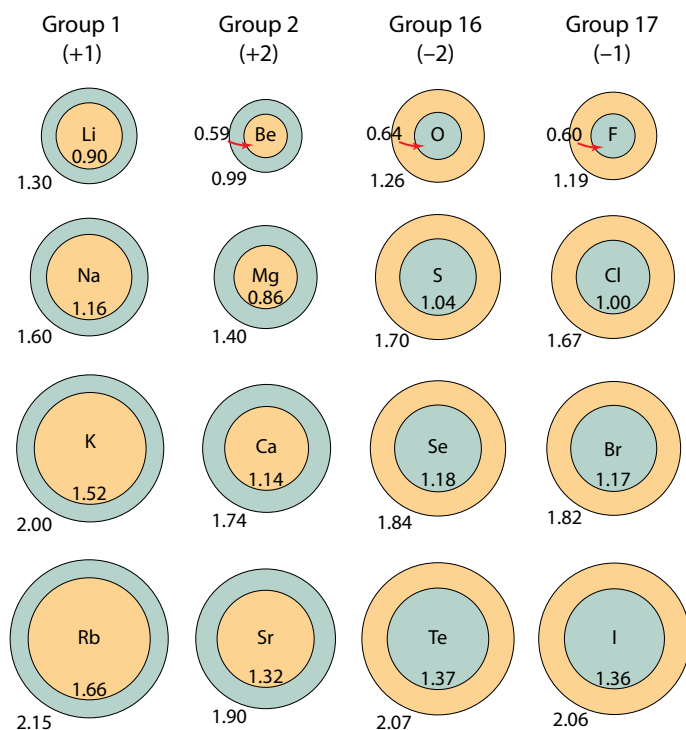 Group 1 Group 2 Group 16 Group 17
(+1) (+2) (–2) (–1)
Li 0.59 Be 0.64 O 0.60 F
0.90
1.30 0.99 1.26 1.19
Na Mg S Cl
1.16 0.86 1.04 1.00
1.60 1.40 1.70 1.67
K Ca Se Br
1.52 1.14 1.18 1.17
2.00 1.74 1.84 1.82
Rb Sr Te I
1.66 1.32 1.37 1.36
2.15 1.90 2.07 2.06